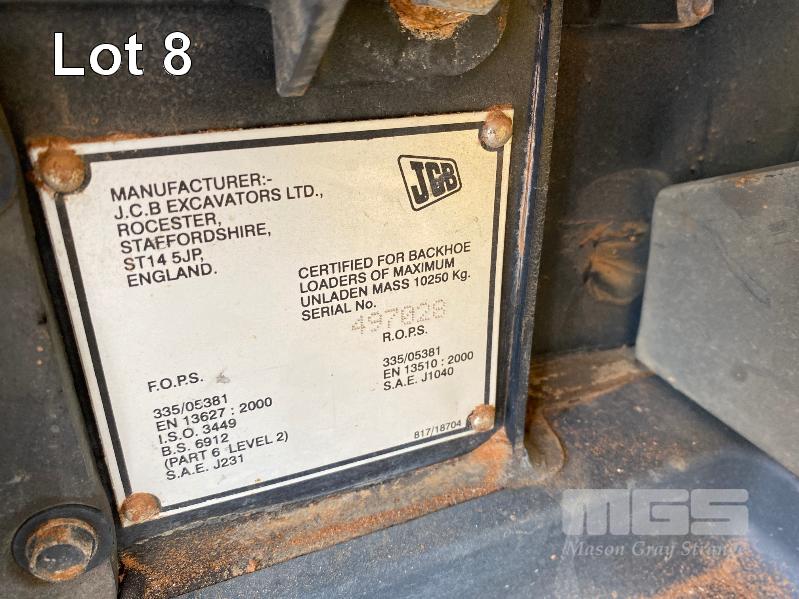 Lot 8
MANUFACTURER:-
J.C.B EXCAVATORS LTD.,
ROCESTER,
STAFFORDSHIRE,
ST14 5JP,
ENGLAND.
JCB
CERTIFIED FOR BACKHOE
LOADERS OF MAXIMUM
UNLADEN MASS 10250 Kg.
SERIAL No.
497028
R.O.P.S.
335/05381
EN 13510 : 2000
S.A.E. J1040
F.O.P.S.
335/05381
EN 13627 : 2000
I.S.O. 3449
B.S. 6912
(PART 6 LEVEL 2)
S.A.E. J231
817/18704
MGS
Mason Gray Strange